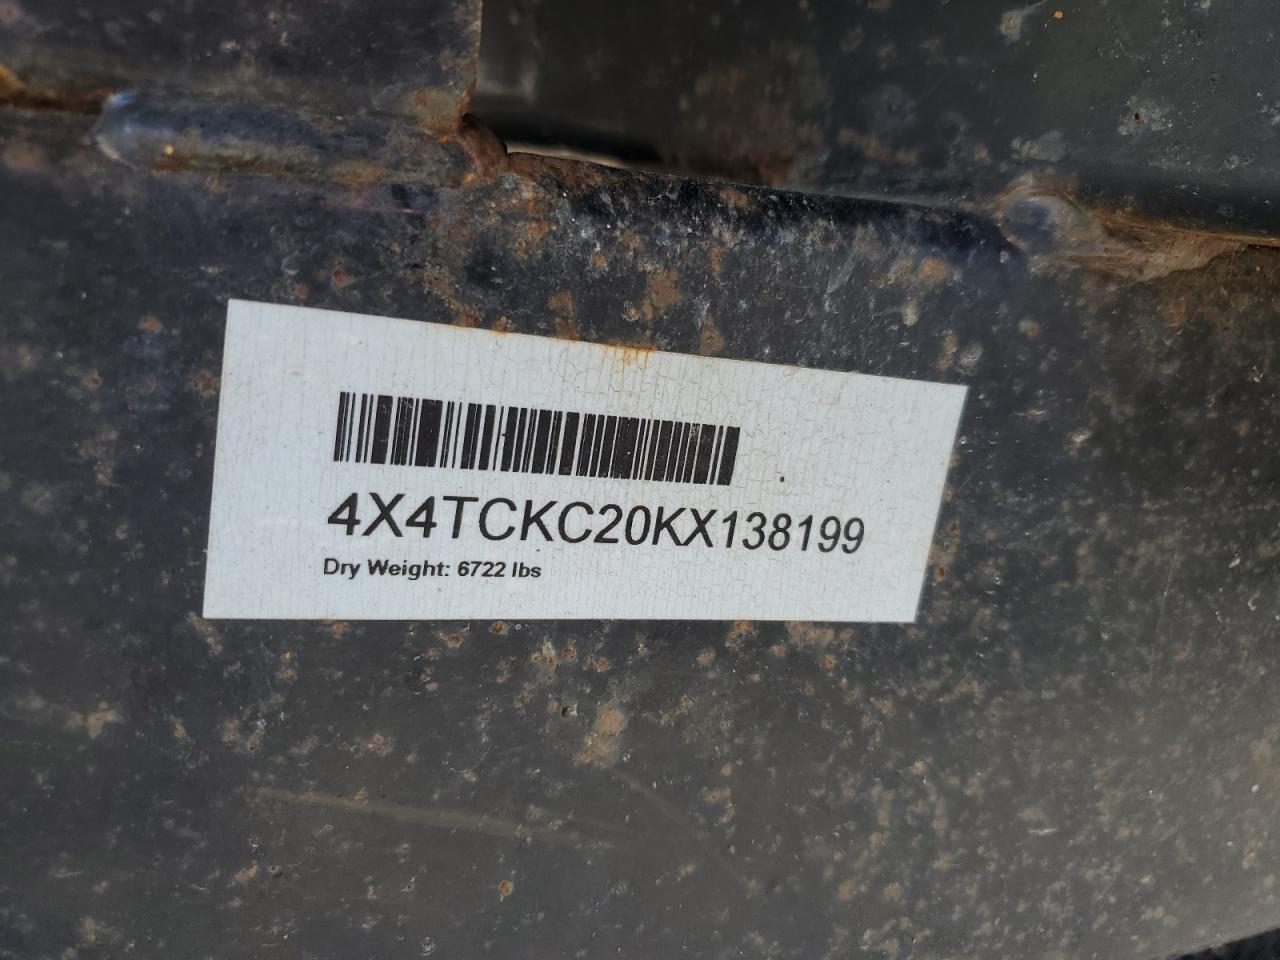 4X4TCKC20KX138199
Dry Weight: 6722 lbs